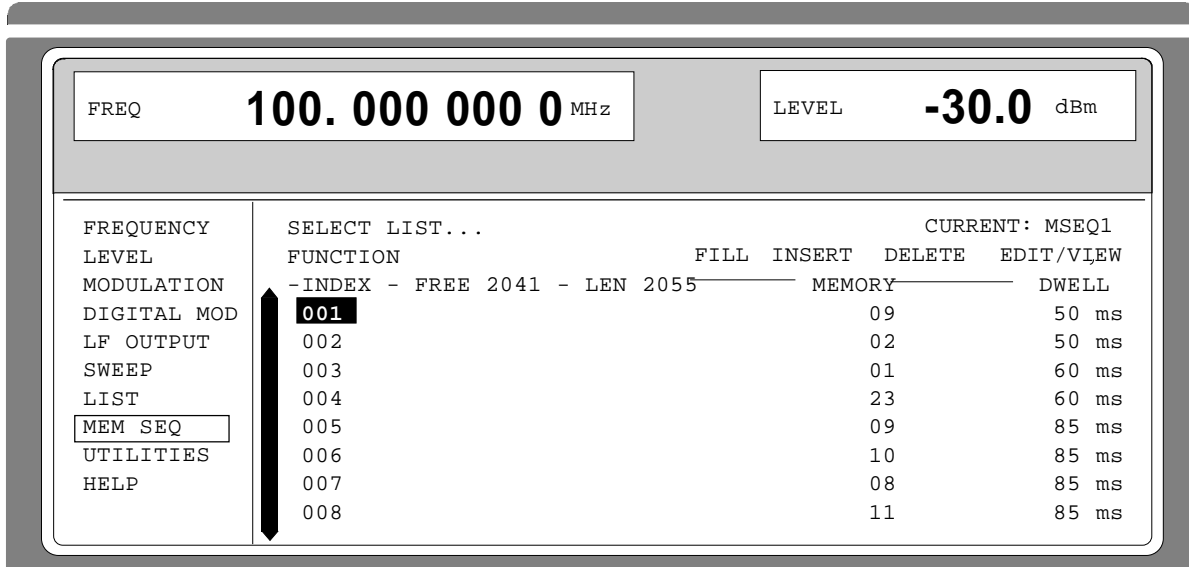 FREQ 100. 000 000 0 MHz LEVEL -30.0 dBm
FREQUENCY SELECT LIST... CURRENT: MSEQ1
LEVEL FUNCTION FILL INSERT DELETE EDIT/VIEW
MODULATION -INDEX - FREE 2041 - LEN 2055 MEMORY DWELL
DIGITAL MOD 001 09 50 ms
LF OUTPUT 002 02 50 ms
SWEEP 003 01 60 ms
LIST 004 23 60 ms
MEM SEQ 005 09 85 ms
UTILITIES 006 10 85 ms
HELP 007 08 85 ms
008 11 85 ms